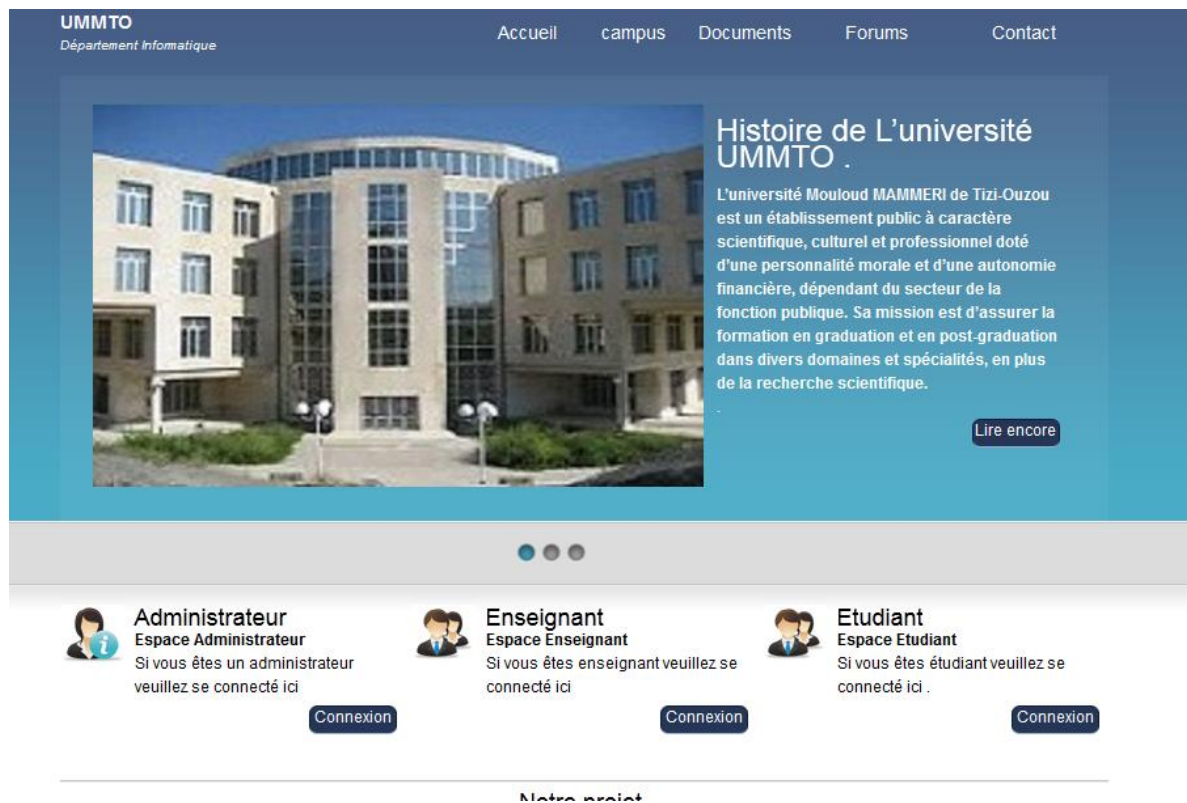 UMMTO
Département Informatique
Accueil campus Documents Forums Contact
Histoire de L'université
UMMTO .
L'université Mouloud MAMMERI de Tizi-Ouzou
est un établissement public à caractère
scientifique, culturel et professionnel doté
d'une personnalité morale et d'une autonomie
financière, dépendant du secteur de la
fonction publique. Sa mission est d'assurer la
formation en graduation et en post-graduation
dans divers domaines et spécialités, en plus
de la recherche scientifique.
.
Lire encore
Administrateur
Espace Administrateur
Si vous êtes un administrateur
veuillez se connecté ici
Connexion
Enseignant
Espace Enseignant
Si vous êtes enseignant veuillez se
connecté ici
Connexion
Etudiant
Espace Etudiant
Si vous êtes étudiant veuillez se
connecté ici .
Connexion
Notre projet